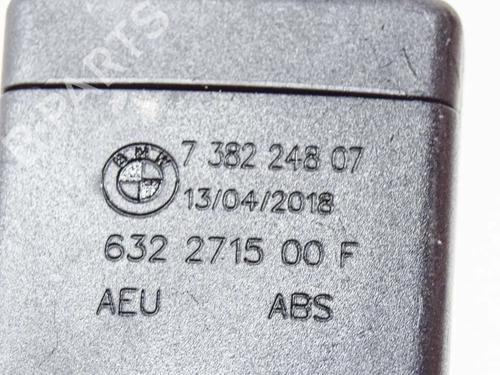 BMW
7 382 248 07
13/04/2018
632 2715 00 F
AEU ABS